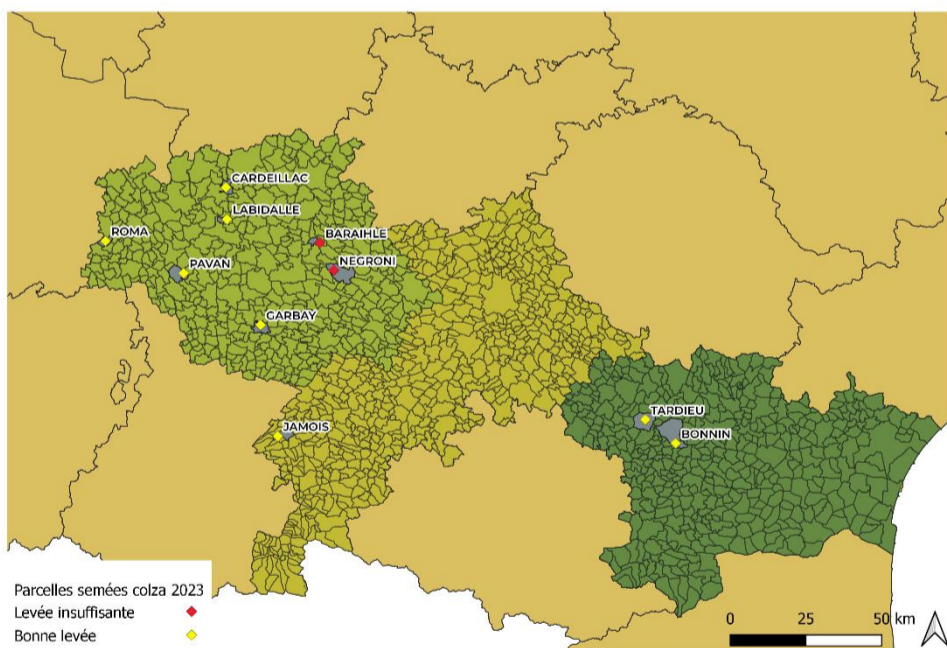 CARDEILLAC
LABIDALLE
ROMA
BARAIHLE
PAVAN
NEGRONI
GARBAY
JAMOIS
TARDIEU
BONNIN
Parcelles semées colza 2023
Levée insuffisante
Bonne levée
0 25 50 km